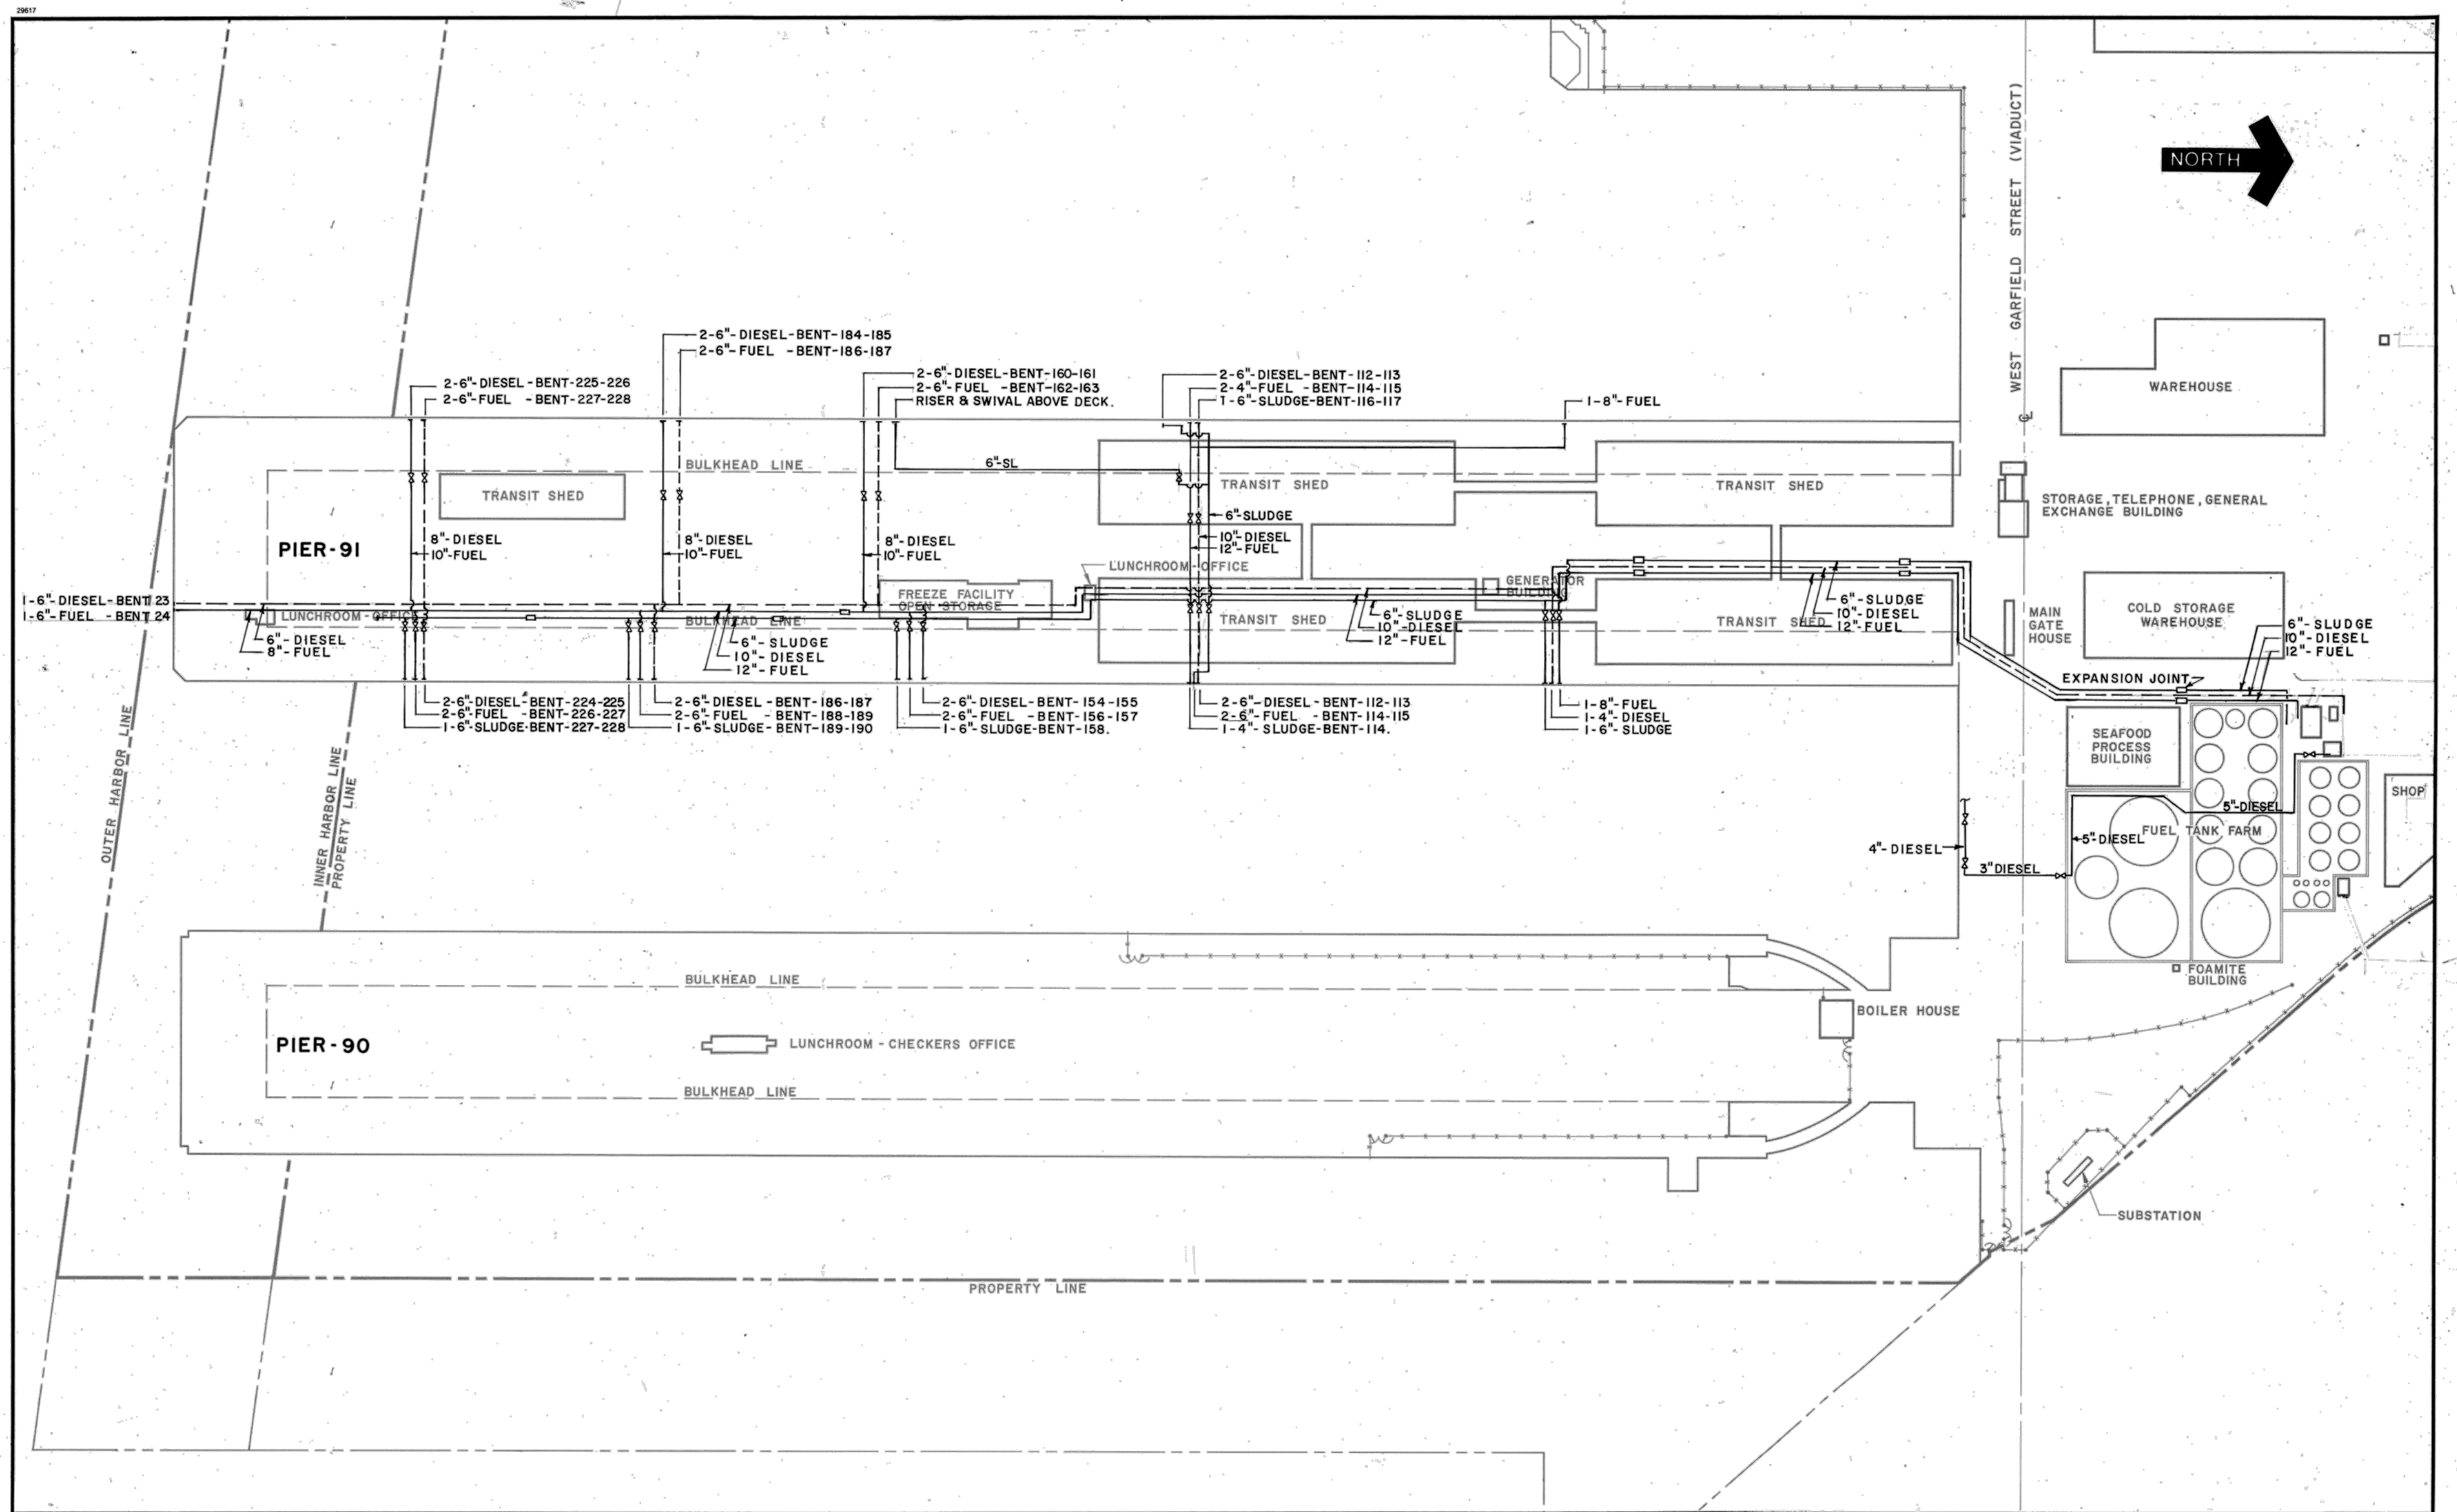 29617
WEST GARFIELD STREET (VIADUCT)
NORTH
2-6"-DIESEL-BENT-184-185
2-6"-FUEL -BENT-186-187
2-6"-DIESEL-BENT-225-226
2-6"-FUEL -BENT-227-228
2-6"-DIESEL-BENT-160-161
2-6"-FUEL -BENT-162-163
RISER & SWIVAL ABOVE DECK.
2-6"-DIESEL-BENT-112-113
2-4"-FUEL -BENT-114-115
1-6"-SLUDGE-BENT-116-117
1-8"-FUEL
WAREHOUSE
BULKHEAD LINE
6"-SL
TRANSIT SHED
TRANSIT SHED
TRANSIT SHED
STORAGE, TELEPHONE, GENERAL
EXCHANGE BUILDING
6"-SLUDGE
8"-DIESEL
10"-FUEL
8"-DIESEL
10"-FUEL
8"-DIESEL
10"-FUEL
10"-DIESEL
12"-FUEL
PIER-91
LUNCHROOM-OFFICE
GENERATOR
BUILDING
FREEZE FACILITY
OPEN STORAGE
1-6"-DIESEL-BENT 23
1-6"-FUEL -BENT 24
LUNCHROOM-OFFICE
BULKHEAD LINE
6"-DIESEL
8"-FUEL
6"-SLUDGE
10"-DIESEL
12"-FUEL
TRANSIT SHED
6"-SLUDGE
10"-DIESEL
12"-FUEL
TRANSIT SHED
6"-SLUDGE
10"-DIESEL
12"-FUEL
MAIN
GATE
HOUSE
COLD STORAGE
WAREHOUSE
6"-SLUDGE
10"-DIESEL
12"-FUEL
EXPANSION JOINT
2-6"-DIESEL-BENT-224-225
2-6"-FUEL -BENT-226-227
1-6"SLUDGE-BENT-227-228
2-6"-DIESEL-BENT-186-187
2-6"-FUEL -BENT-188-189
1-6"SLUDGE-BENT-189-190
2-6"-DIESEL-BENT-154-155
2-6"-FUEL -BENT-156-157
1-6"SLUDGE-BENT-158.
2-6"-DIESEL-BENT-112-113
2-6"-FUEL -BENT-114-115
1-4"-SLUDGE-BENT-114.
1-8"-FUEL
1-4"-DIESEL
1-6"-SLUDGE
SEAFOOD
PROCESS
BUILDING
SHOP
5"-DIESEL
5"-DIESEL
FUEL TANK FARM
4"-DIESEL
3"DIESEL
OUTER HARBOR LINE
INNER HARBOR LINE
PROPERTY LINE
FOAMITE
BUILDING
BULKHEAD LINE
BOILER HOUSE
PIER-90
LUNCHROOM-CHECKERS OFFICE
BULKHEAD LINE
SUBSTATION
PROPERTY LINE